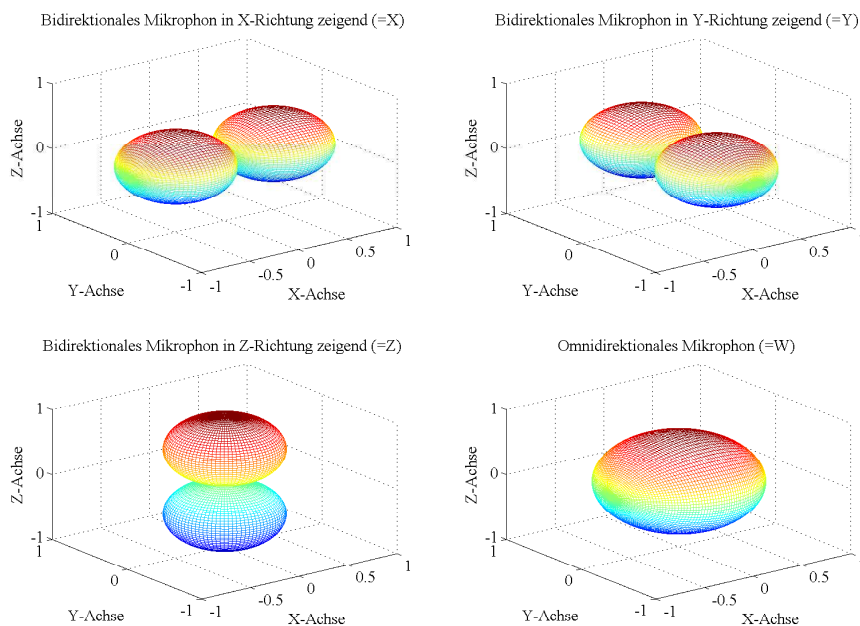 Bidirektionales Mikrophon in X-Richtung zeigend (=X)
1
0
-1
Z-Achse
1
0
-1
Y-Achse
-1
-0.5
0
0.5
1
X-Achse
Bidirektionales Mikrophon in Y-Richtung zeigend (=Y)
1
0
-1
Z-Achse
1
0
-1
Y-Achse
-1
-0.5
0
0.5
1
X-Achse
Bidirektionales Mikrophon in Z-Richtung zeigend (=Z)
1
0
-1
Z-Achse
1
0
-1
Y-Achse
-1
-0.5
0
0.5
1
X-Achse
Omnidirektionales Mikrophon (=W)
1
0
-1
Z-Achse
1
0
-1
Y-Achse
-1
-0.5
0
0.5
1
X-Achse